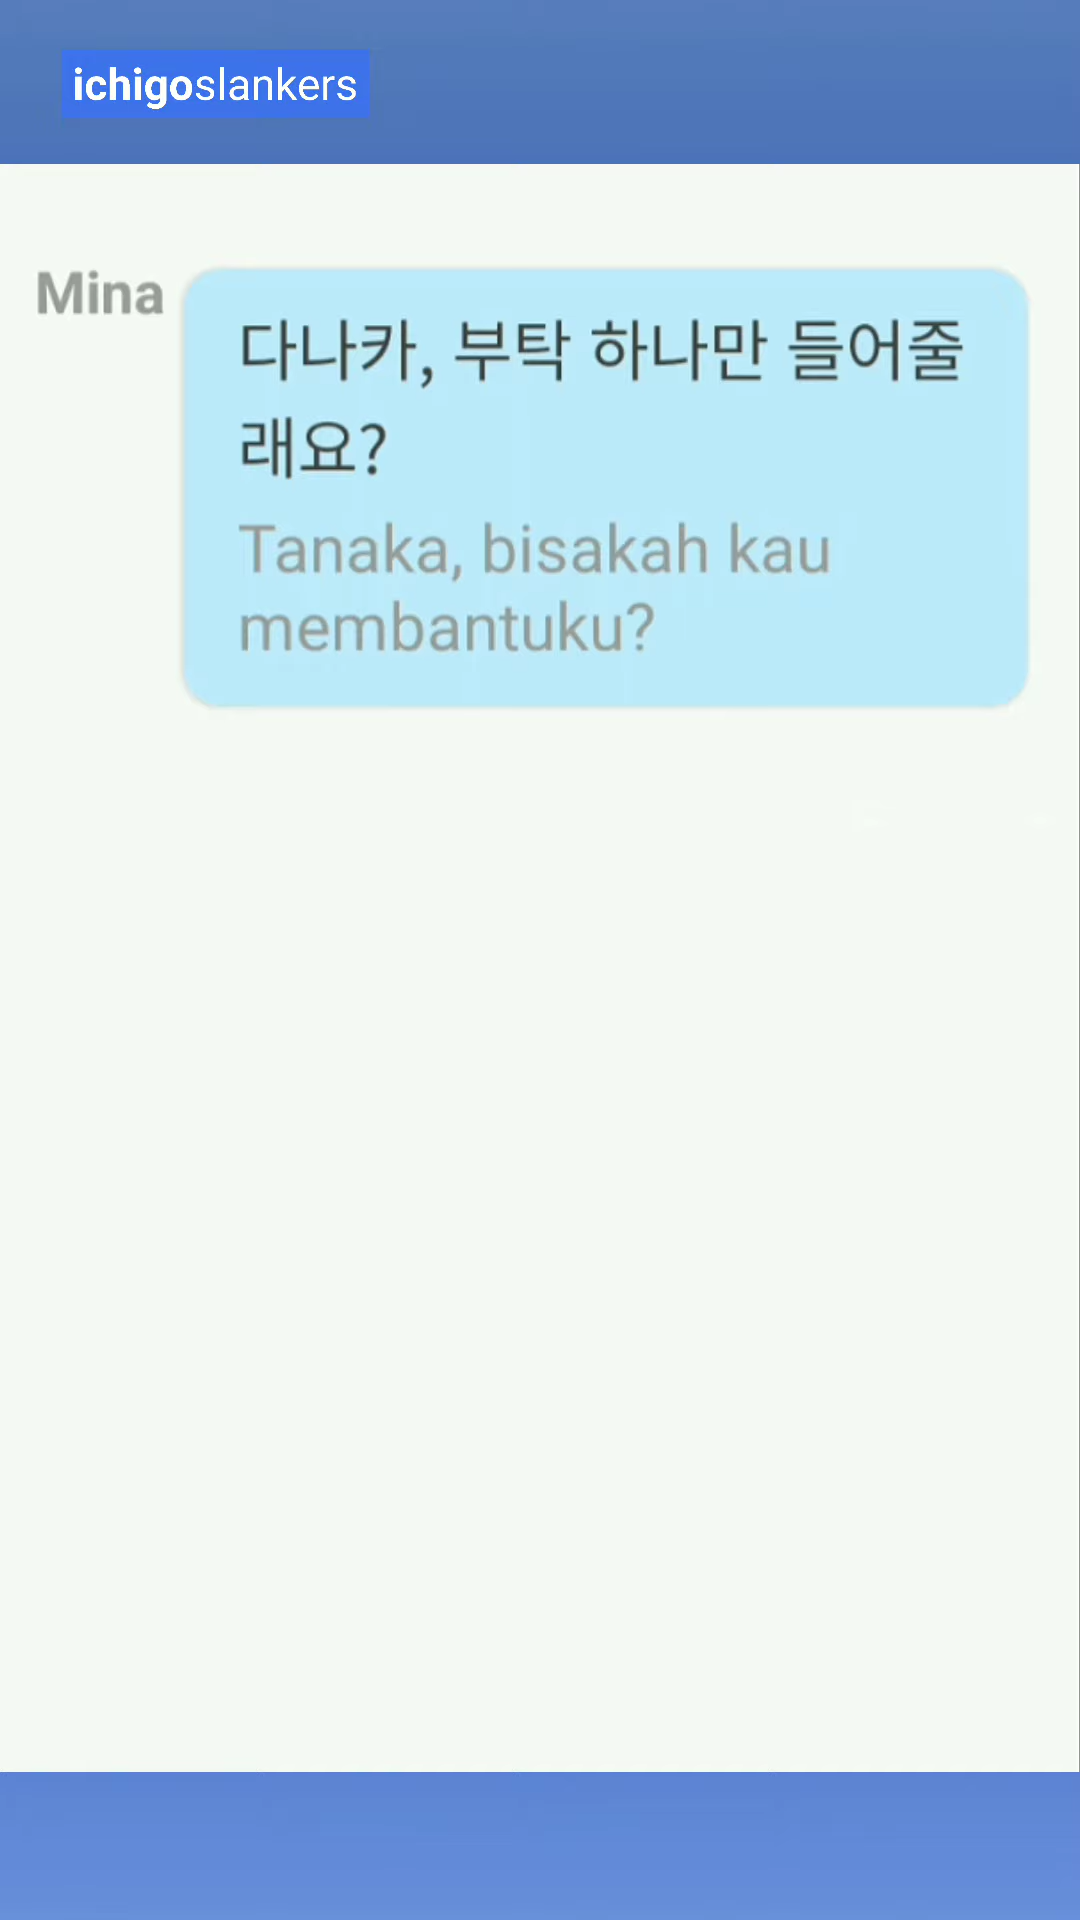 ichigoslankers
Mina
다나카, 부탁 하나만 들어줄
래요?
Tanaka, bisakah kau
membantuku?